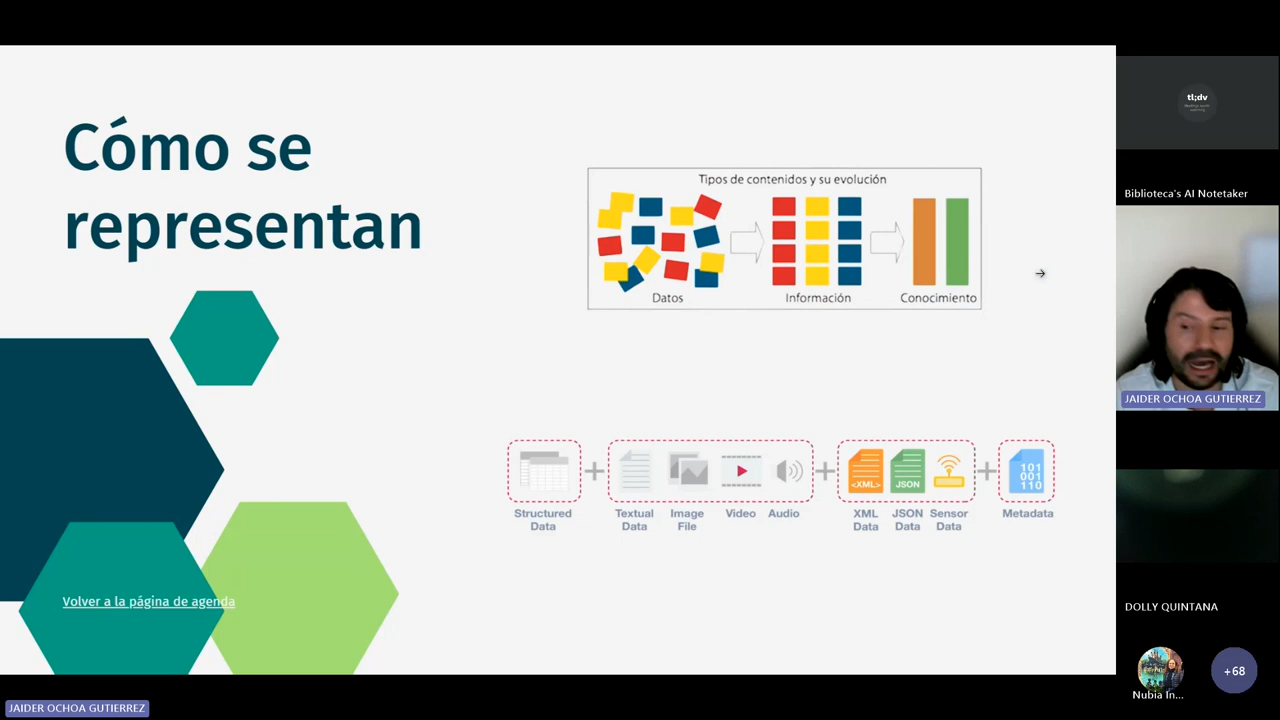 Cómo se
representan
Tipos de contenidos y su evolución
Datos
Información
Conocimiento
<XML>
JSON
101
001
110
Structured
Data
Textual
Data
Image
File
Video
Audio
XML
Data
JSON
Data
Sensor
Data
Metadata
Volver a la página de agenda
JAIDER OCHOA GUTIERREZ
tl;dv
Biblioteca's AI Notetaker
JAIDER OCHOA GUTIERREZ
DOLLY QUINTANA
Nubia In...
+68